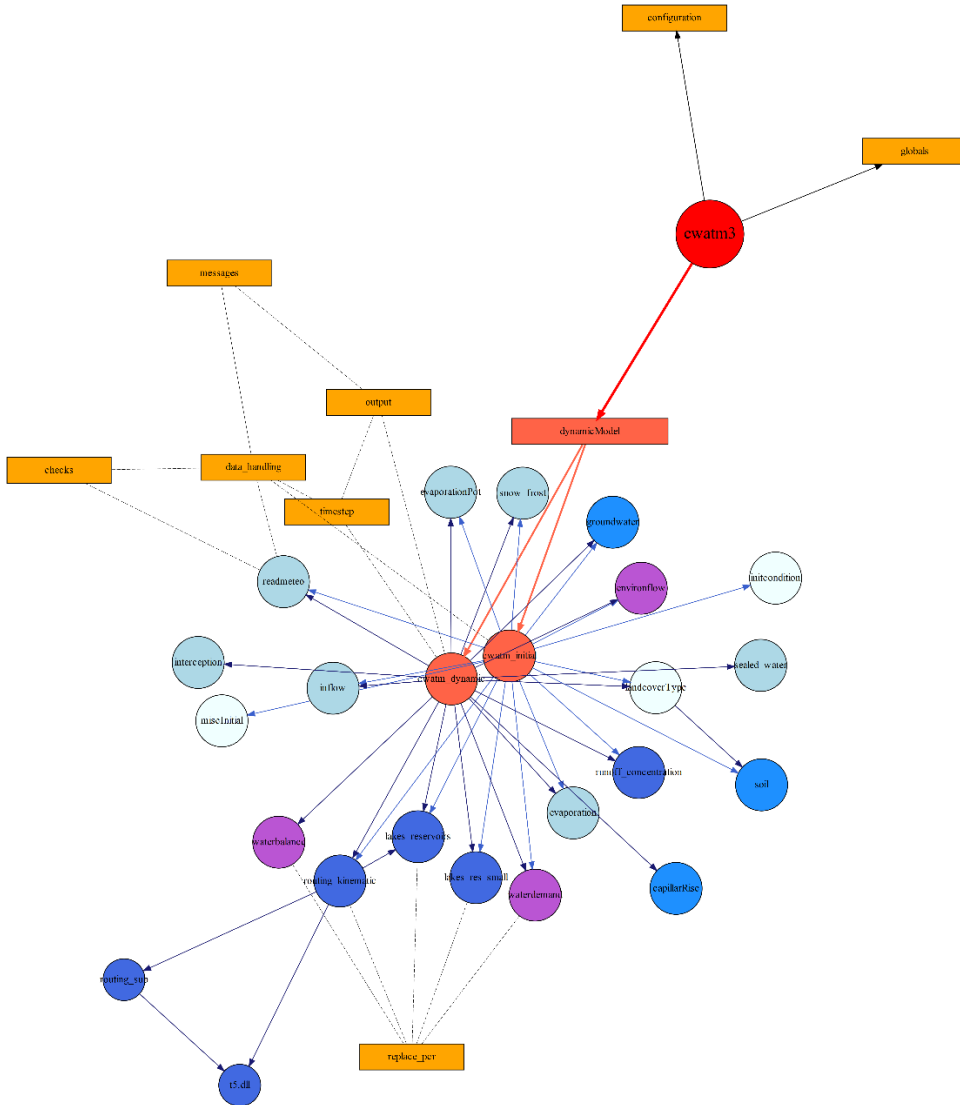 configuration
globals
cwatm3
messages
output
dynamicModel
checks
data_handling
timestep
evaporationPot
snow_frost
groundwater
readmeteo
environflow
initcondition
cwatm_initial
interception
cwatm_dynamic
sealed_water
inflow
landcoverType
miscInitial
runoff_concentration
soil
evaporation
lakes_reservoirs
waterbalance
routing_kinematic
lakes_res_small
waterdemand
capillarRise
routing_sub
replace_pcr
t5.dll